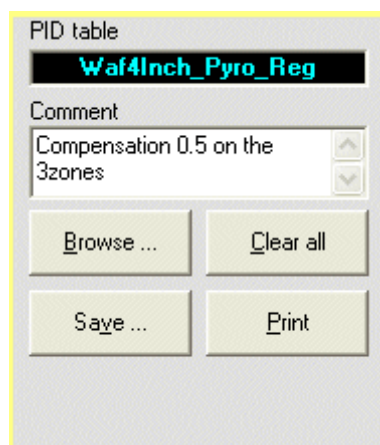 PID table
Waf4Inch_Pyro_Reg
Comment
Compensation 0.5 on the
3zones
Browse ...
Clear all
Save ...
Print